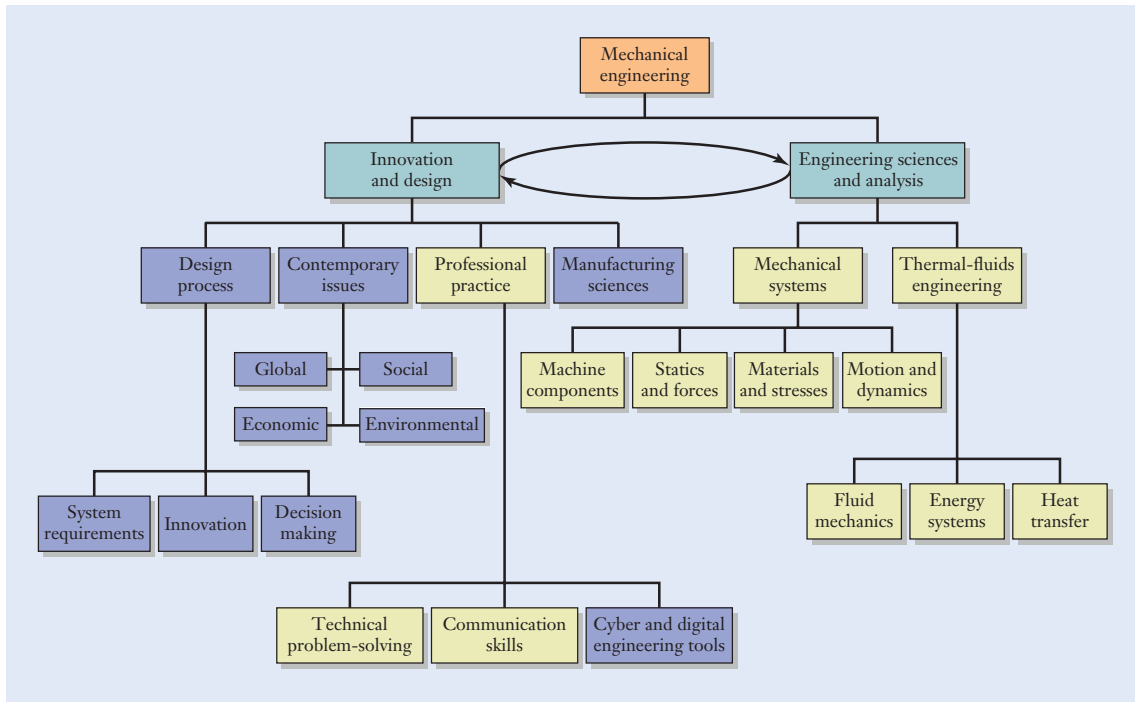 Mechanical
engineering
Innovation
and design
Engineering sciences
and analysis
Design
process
Contemporary
issues
Professional
practice
Manufacturing
sciences
Mechanical
systems
Thermal-fluids
engineering
Global
Social
Economic
Environmental
Machine
components
Statics
and forces
Materials
and stresses
Motion and
dynamics
System
requirements
Innovation
Decision
making
Fluid
mechanics
Energy
systems
Heat
transfer
Technical
problem-solving
Communication
skills
Cyber and digital
engineering tools